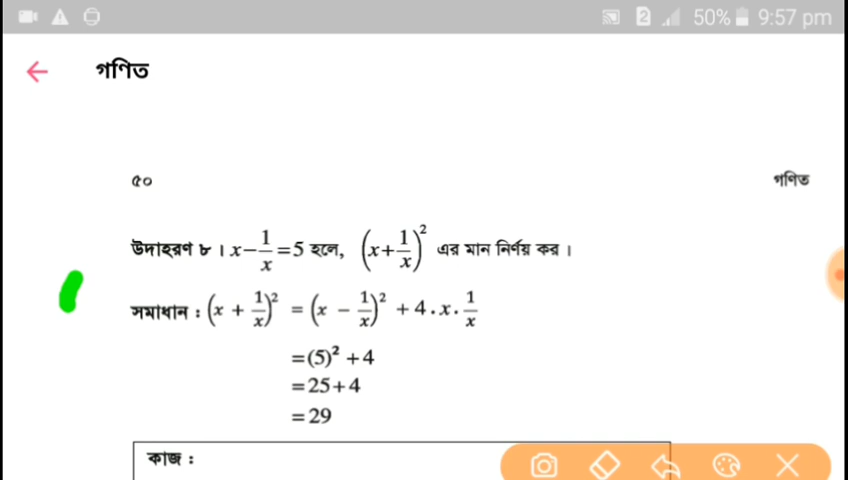 2 50% 9:57 pm
গণিত
৫০ গণিত
উদাহরণ ৮ । x − 1/x = 5 হলে, (x + 1/x)² এর মান নির্ণয় কর ।
সমাধান : (x + 1/x)² = (x − 1/x)² + 4 . x . 1/x
= (5)² + 4
= 25 + 4
= 29
কাজ :